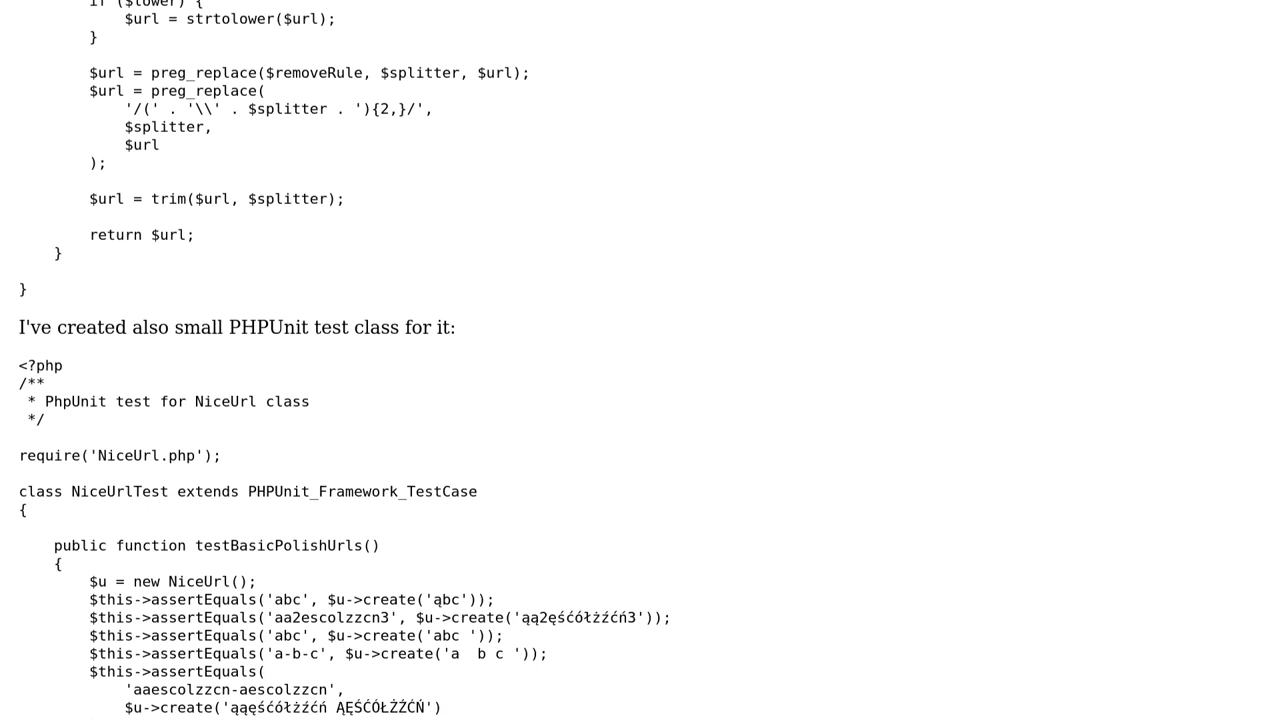 if ($lower) {
$url = strtolower($url);
}
$url = preg_replace($removeRule, $splitter, $url);
$url = preg_replace(
'/(' . '\\' . $splitter . '){2,}/',
$splitter,
$url
);
$url = trim($url, $splitter);
return $url;
}
}
I've created also small PHPUnit test class for it:
<?php
/**
* PhpUnit test for NiceUrl class
*/
require('NiceUrl.php');
class NiceUrlTest extends PHPUnit_Framework_TestCase
{
public function testBasicPolishUrls()
{
$u = new NiceUrl();
$this->assertEquals('abc', $u->create('ąbc'));
$this->assertEquals('aa2escolzzcn3', $u->create('ąą2ęśćółżźćń3'));
$this->assertEquals('abc', $u->create('abc '));
$this->assertEquals('a-b-c', $u->create('a  b c '));
$this->assertEquals(
'aaescolzzcn-aescolzzcn',
$u->create('ąąęśćółżźćń ĄĘŚĆÓŁŻŹĆŃ')